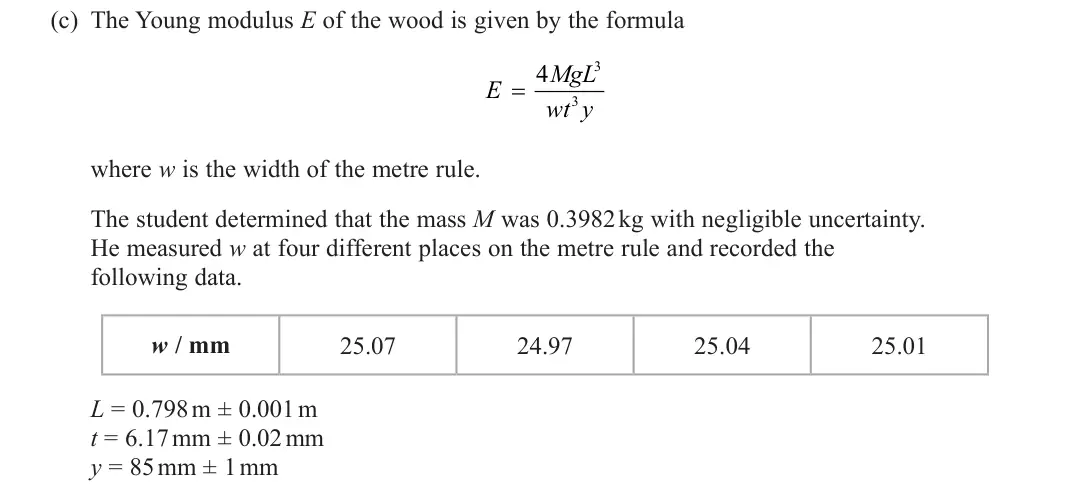 (c) The Young modulus E of the wood is given by the formula
E = 4MgL³ / wt³y
where w is the width of the metre rule.
The student determined that the mass M was 0.3982 kg with negligible uncertainty.
He measured w at four different places on the metre rule and recorded the
following data.
w / mm 25.07 24.97 25.04 25.01
L = 0.798 m ± 0.001 m
t = 6.17 mm ± 0.02 mm
y = 85 mm ± 1 mm